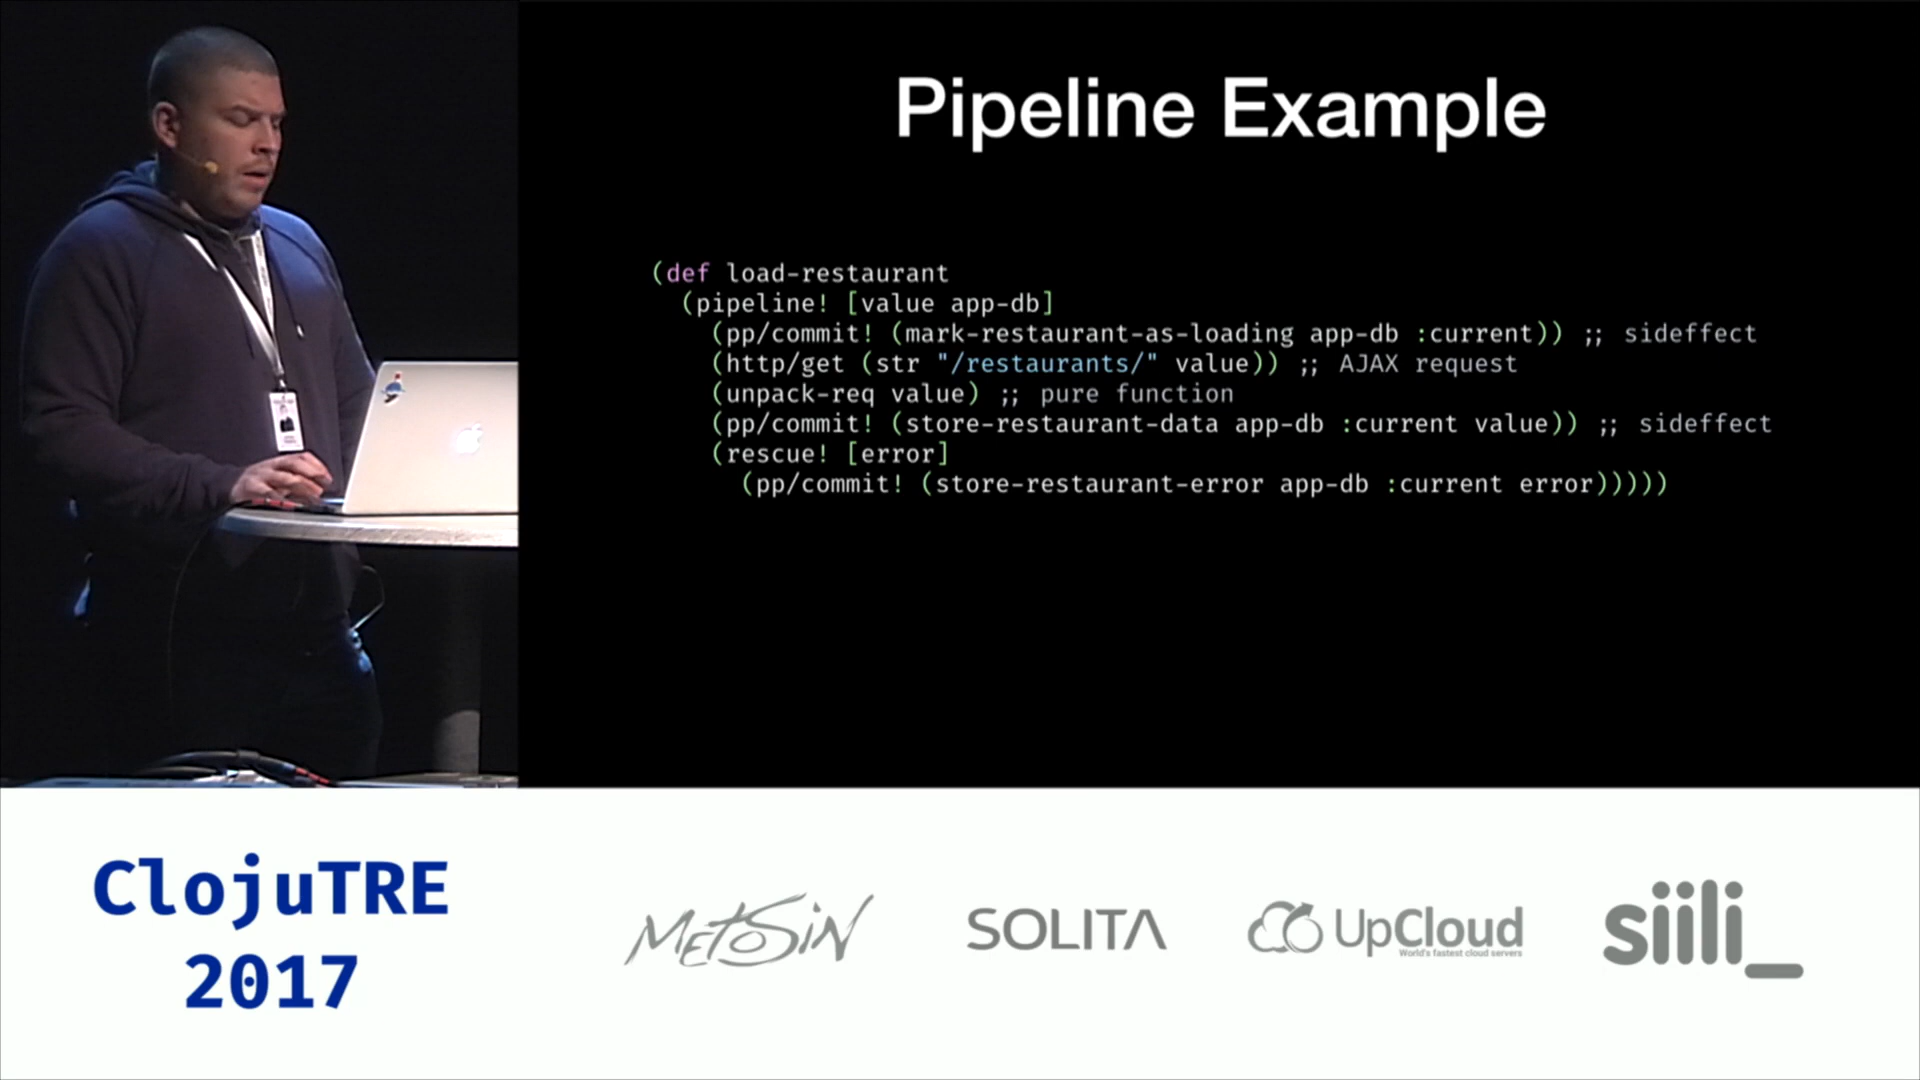 Pipeline Example
(def load-restaurant
(pipeline! [value app-db]
(pp/commit! (mark-restaurant-as-loading app-db :current)) ;; sideffect
(http/get (str "/restaurants/" value)) ;; AJAX request
(unpack-req value) ;; pure function
(pp/commit! (store-restaurant-data app-db :current value)) ;; sideffect
(rescue! [error]
(pp/commit! (store-restaurant-error app-db :current error)))))
ClojuTRE
2017
METOSIN
SOLITA
UpCloud
World's fastest cloud servers
siili_